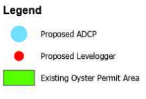 Legend
Proposed ADCP
Proposed Levelogger
Existing Oyster Permit Area